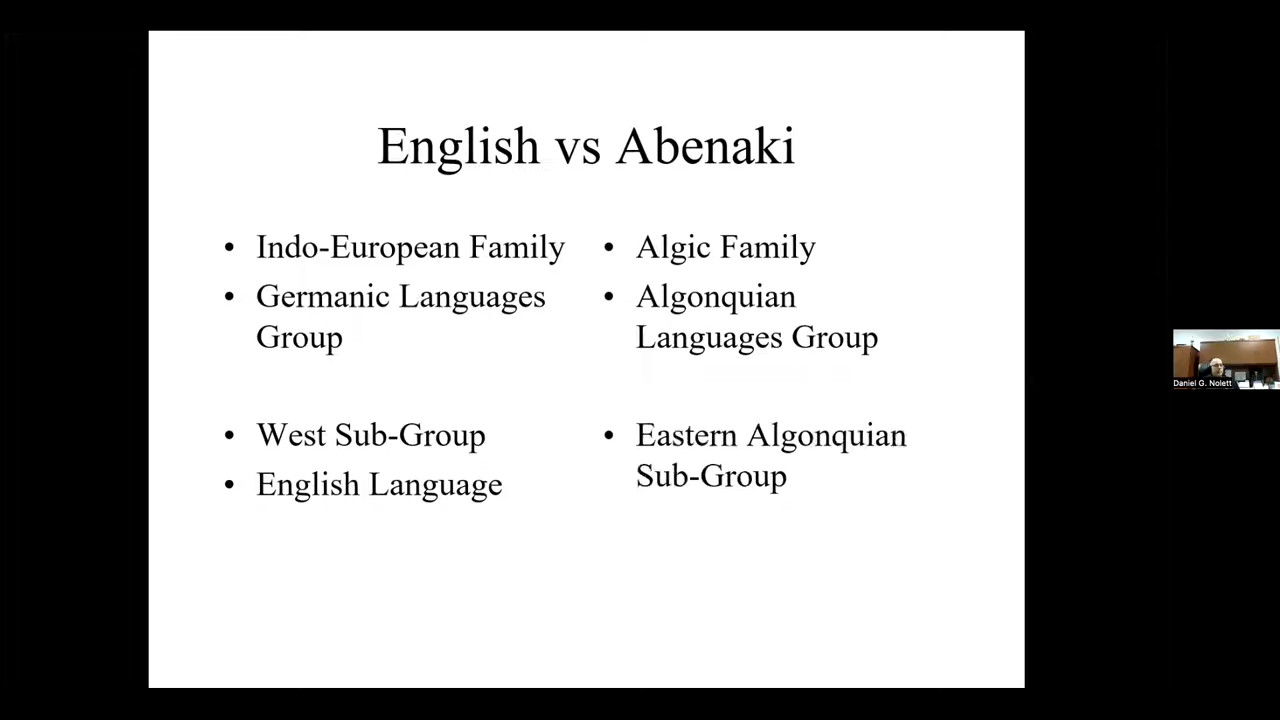 English vs Abenaki
• Indo-European Family
• Germanic Languages
Group
• West Sub-Group
• English Language
• Algic Family
• Algonquian
Languages Group
• Eastern Algonquian
Sub-Group
Daniel G. Nolett